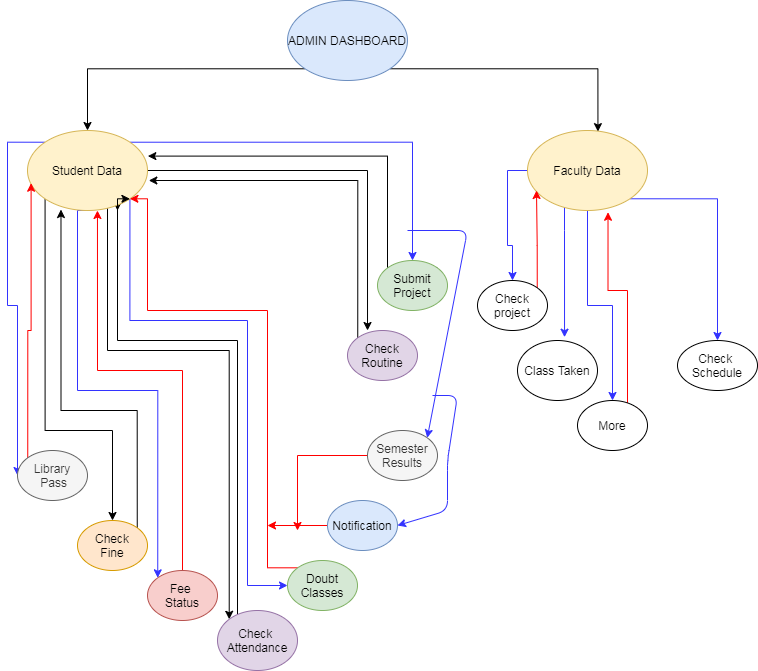 ADMIN DASHBOARD
Student Data
Faculty Data
Submit
Project
Check
project
Check
Routine
Class Taken
Check
Schedule
More
Semester
Results
Library
Pass
Notification
Check
Fine
Doubt
Classes
Fee
Status
Check
Attendance